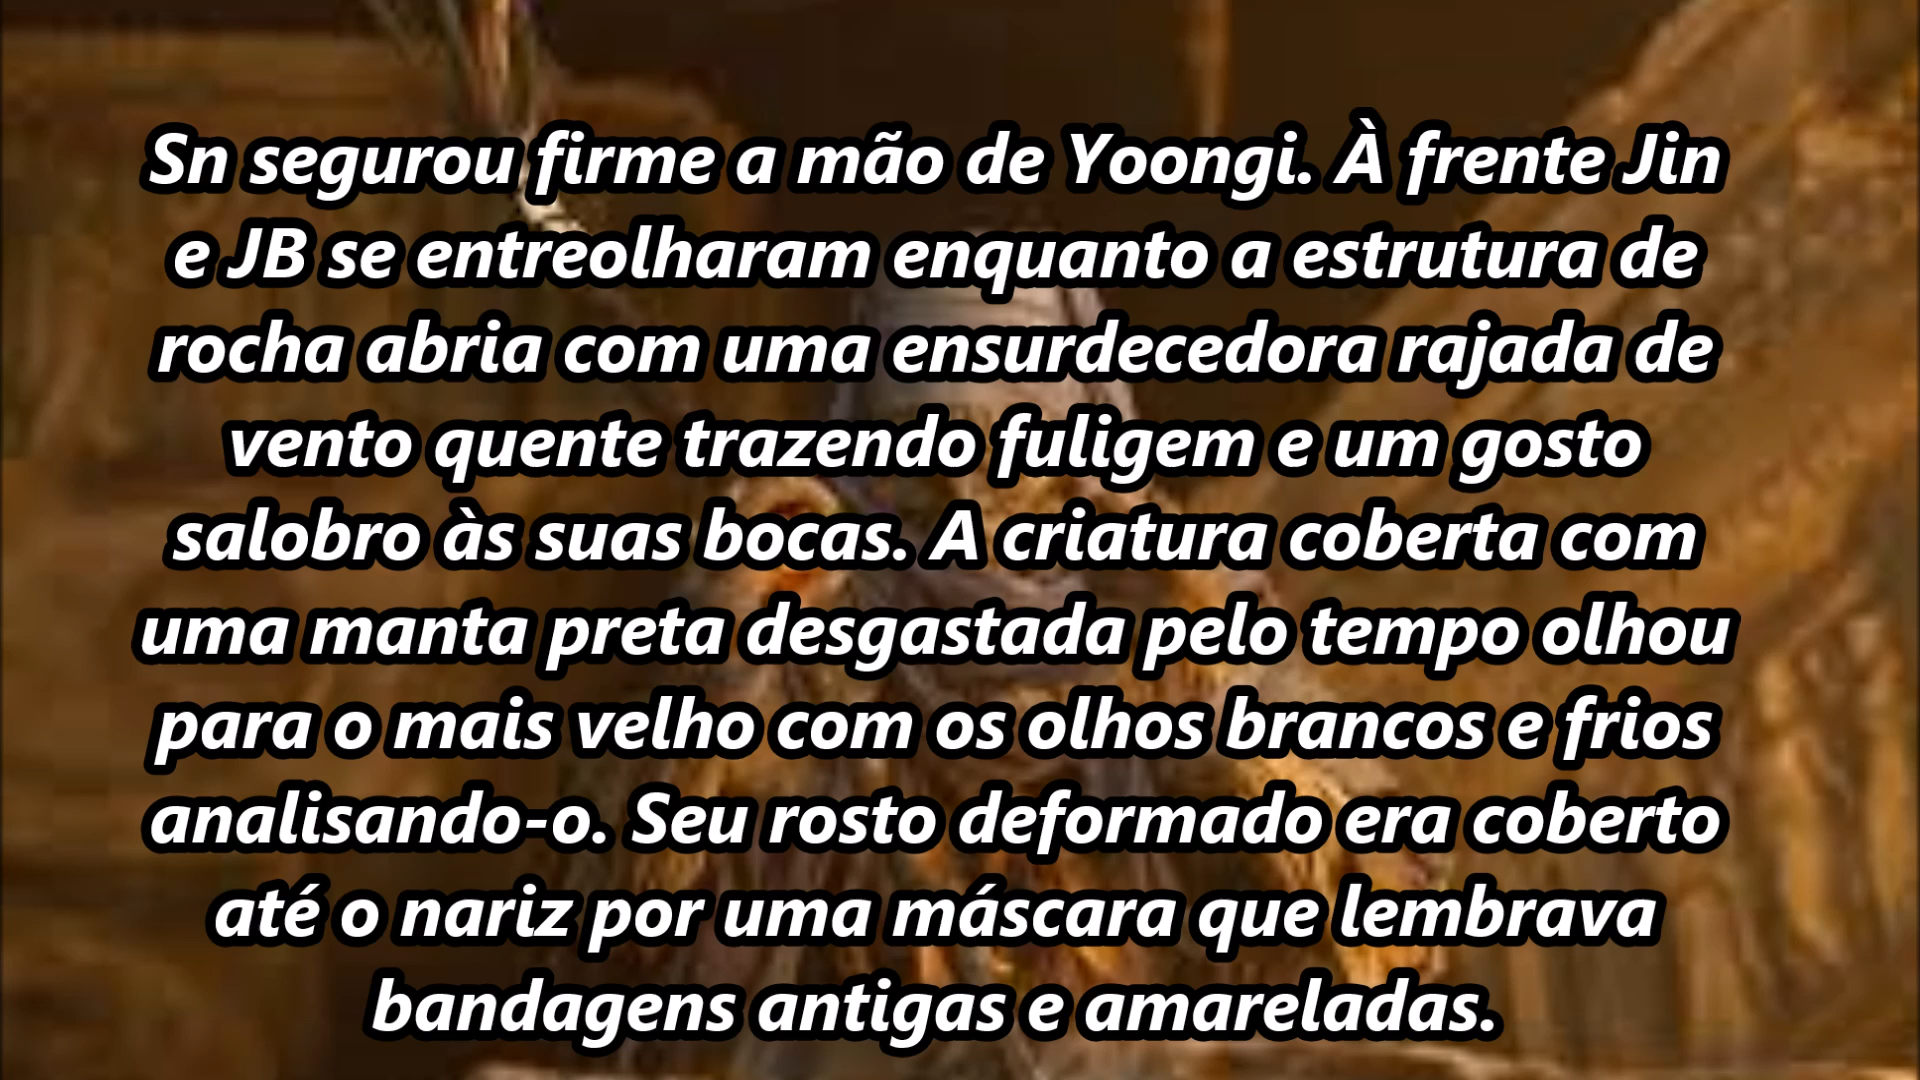 Sn segurou firme a mão de Yoongi. À frente Jin
e JB se entreolharam enquanto a estrutura de
rocha abria com uma ensurdecedora rajada de
vento quente trazendo fuligem e um gosto
salobro às suas bocas. A criatura coberta com
uma manta preta desgastada pelo tempo olhou
para o mais velho com os olhos brancos e frios
analisando-o. Seu rosto deformado era coberto
até o nariz por uma máscara que lembrava
bandagens antigas e amareladas.